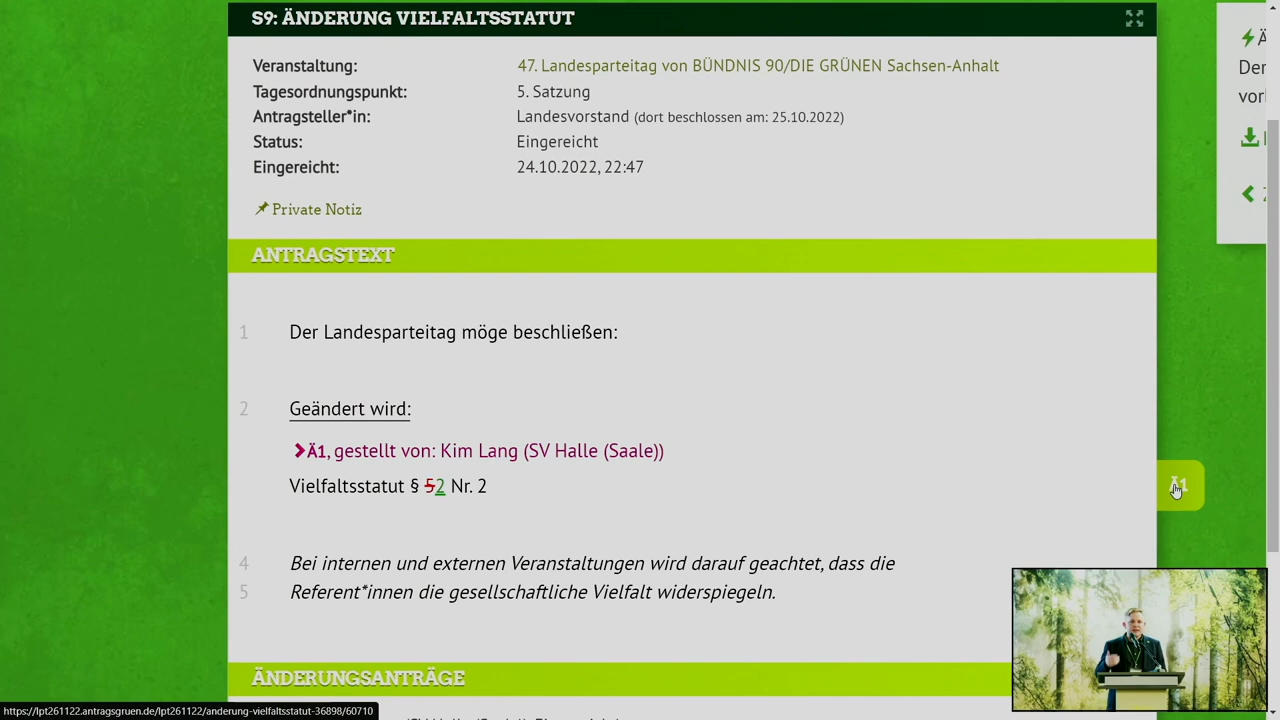 S9: ÄNDERUNG VIELFALTSSTATUT
Veranstaltung: 47. Landesparteitag von BÜNDNIS 90/DIE GRÜNEN Sachsen-Anhalt
Tagesordnungspunkt: 5. Satzung
Antragsteller*in: Landesvorstand (dort beschlossen am: 25.10.2022)
Status: Eingereicht
Eingereicht: 24.10.2022, 22:47
Private Notiz
ANTRAGSTEXT
1 Der Landesparteitag möge beschließen:
2 Geändert wird:
Ä1, gestellt von: Kim Lang (SV Halle (Saale))
Vielfaltsstatut § 52 Nr. 2
4 Bei internen und externen Veranstaltungen wird darauf geachtet, dass die
5 Referent*innen die gesellschaftliche Vielfalt widerspiegeln.
ÄNDERUNGSANTRÄGE
Ä1
Der
https://lpt261122.antragsgruen.de/lpt261122/anderung-vielfaltsstatut-36898/60710